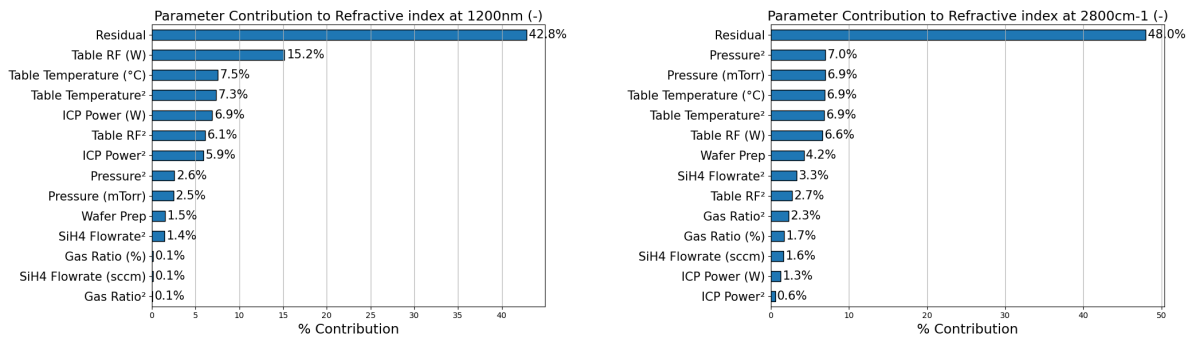 Parameter Contribution to Refractive index at 1200nm (-)
Residual 42.8%
Table RF (W) 15.2%
Table Temperature (°C) 7.5%
Table Temperature² 7.3%
ICP Power (W) 6.9%
Table RF² 6.1%
ICP Power² 5.9%
Pressure² 2.6%
Pressure (mTorr) 2.5%
Wafer Prep 1.5%
SiH4 Flowrate² 1.4%
Gas Ratio (%) 0.1%
SiH4 Flowrate (sccm) 0.1%
Gas Ratio² 0.1%
0 5 10 15 20 25 30 35 40
% Contribution
Parameter Contribution to Refractive index at 2800cm-1 (-)
Residual 48.0%
Pressure² 7.0%
Pressure (mTorr) 6.9%
Table Temperature (°C) 6.9%
Table Temperature² 6.9%
Table RF (W) 6.6%
Wafer Prep 4.2%
SiH4 Flowrate² 3.3%
Table RF² 2.7%
Gas Ratio² 2.3%
Gas Ratio (%) 1.7%
SiH4 Flowrate (sccm) 1.6%
ICP Power (W) 1.3%
ICP Power² 0.6%
0 10 20 30 40 50
% Contribution